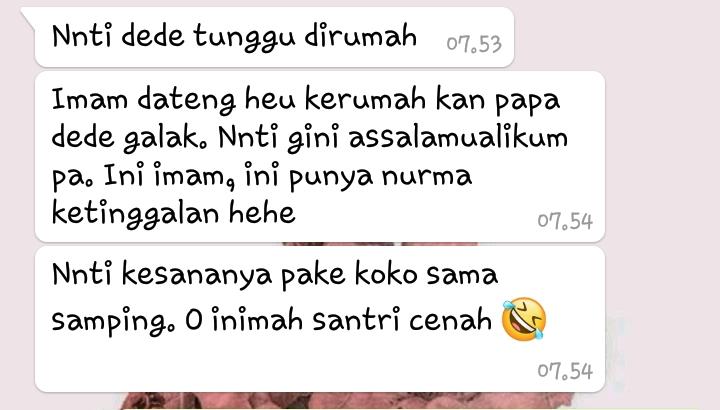 Nnti dede tunggu dirumah 07.53
Imam dateng heu kerumah kan papa
dede galak. Nnti gini assalamualikum
pa. Ini imam, ini punya nurma
ketinggalan hehe 07.54
Nnti kesananya pake koko sama
samping. O inimah santri cenah 🤣
07.54